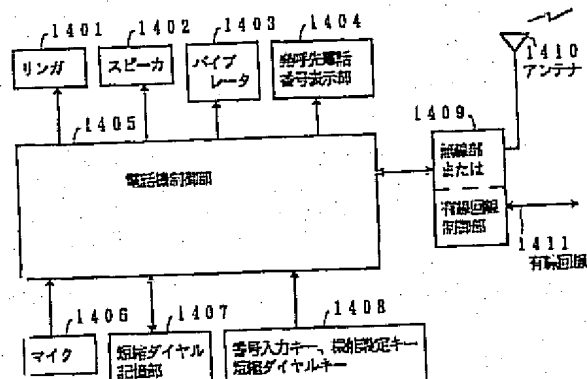 1401
1402
1403
1404
リンガ
スピーカ
バイブ
レータ
発呼先電話
番号表示部
1410
アンテナ
1405
1409
電話機制御部
無線部
または
有線回線
制御部
1411
有線回線
1406
1407
1408
マイク
短縮ダイヤル
記憶部
番号入力キー、機能設定キー
短縮ダイヤルキー